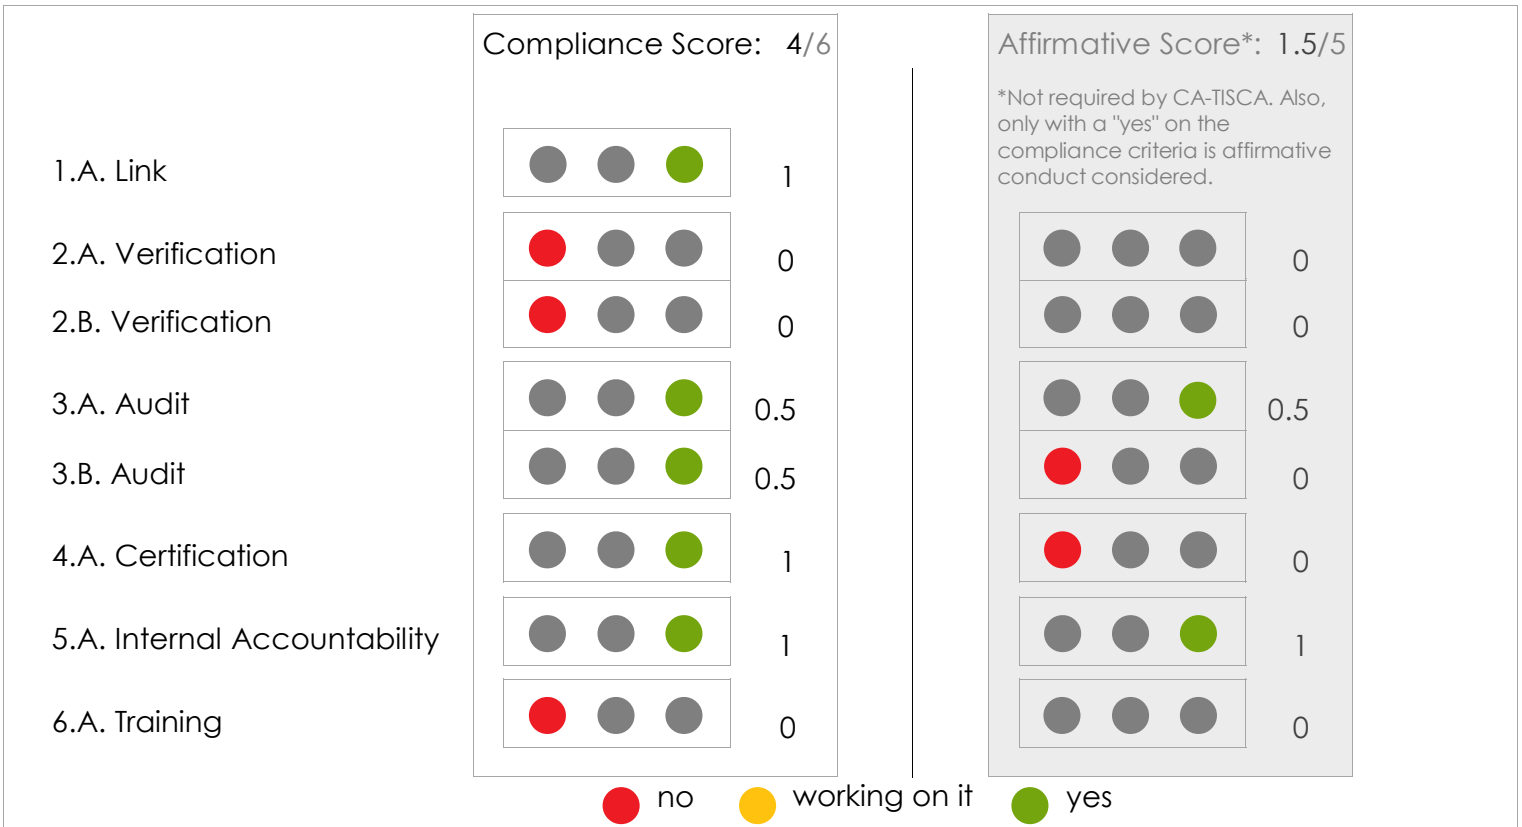 Compliance Score: 4/6
Affirmative Score*: 1.5/5
*Not required by CA-TISCA. Also,
only with a "yes" on the
compliance criteria is affirmative
conduct considered.
1.A. Link 1
2.A. Verification 0 0
2.B. Verification 0 0
3.A. Audit 0.5 0.5
3.B. Audit 0.5 0
4.A. Certification 1 0
5.A. Internal Accountability 1 1
6.A. Training 0 0
no working on it yes